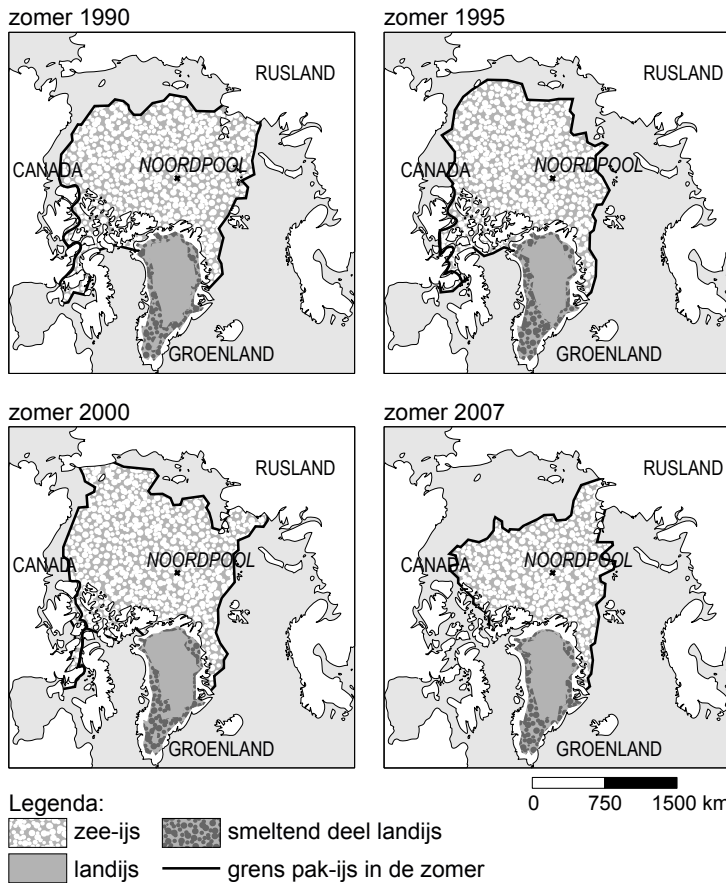 zomer 1990
RUSLAND
CANADA
NOORDPOOL
GROENLAND
zomer 1995
RUSLAND
CANADA
NOORDPOOL
GROENLAND
zomer 2000
RUSLAND
CANADA
NOORDPOOL
GROENLAND
zomer 2007
RUSLAND
CANADA
NOORDPOOL
GROENLAND
0 750 1500 km
Legenda:
zee-ijs
smeltend deel landijs
landijs
grens pak-ijs in de zomer